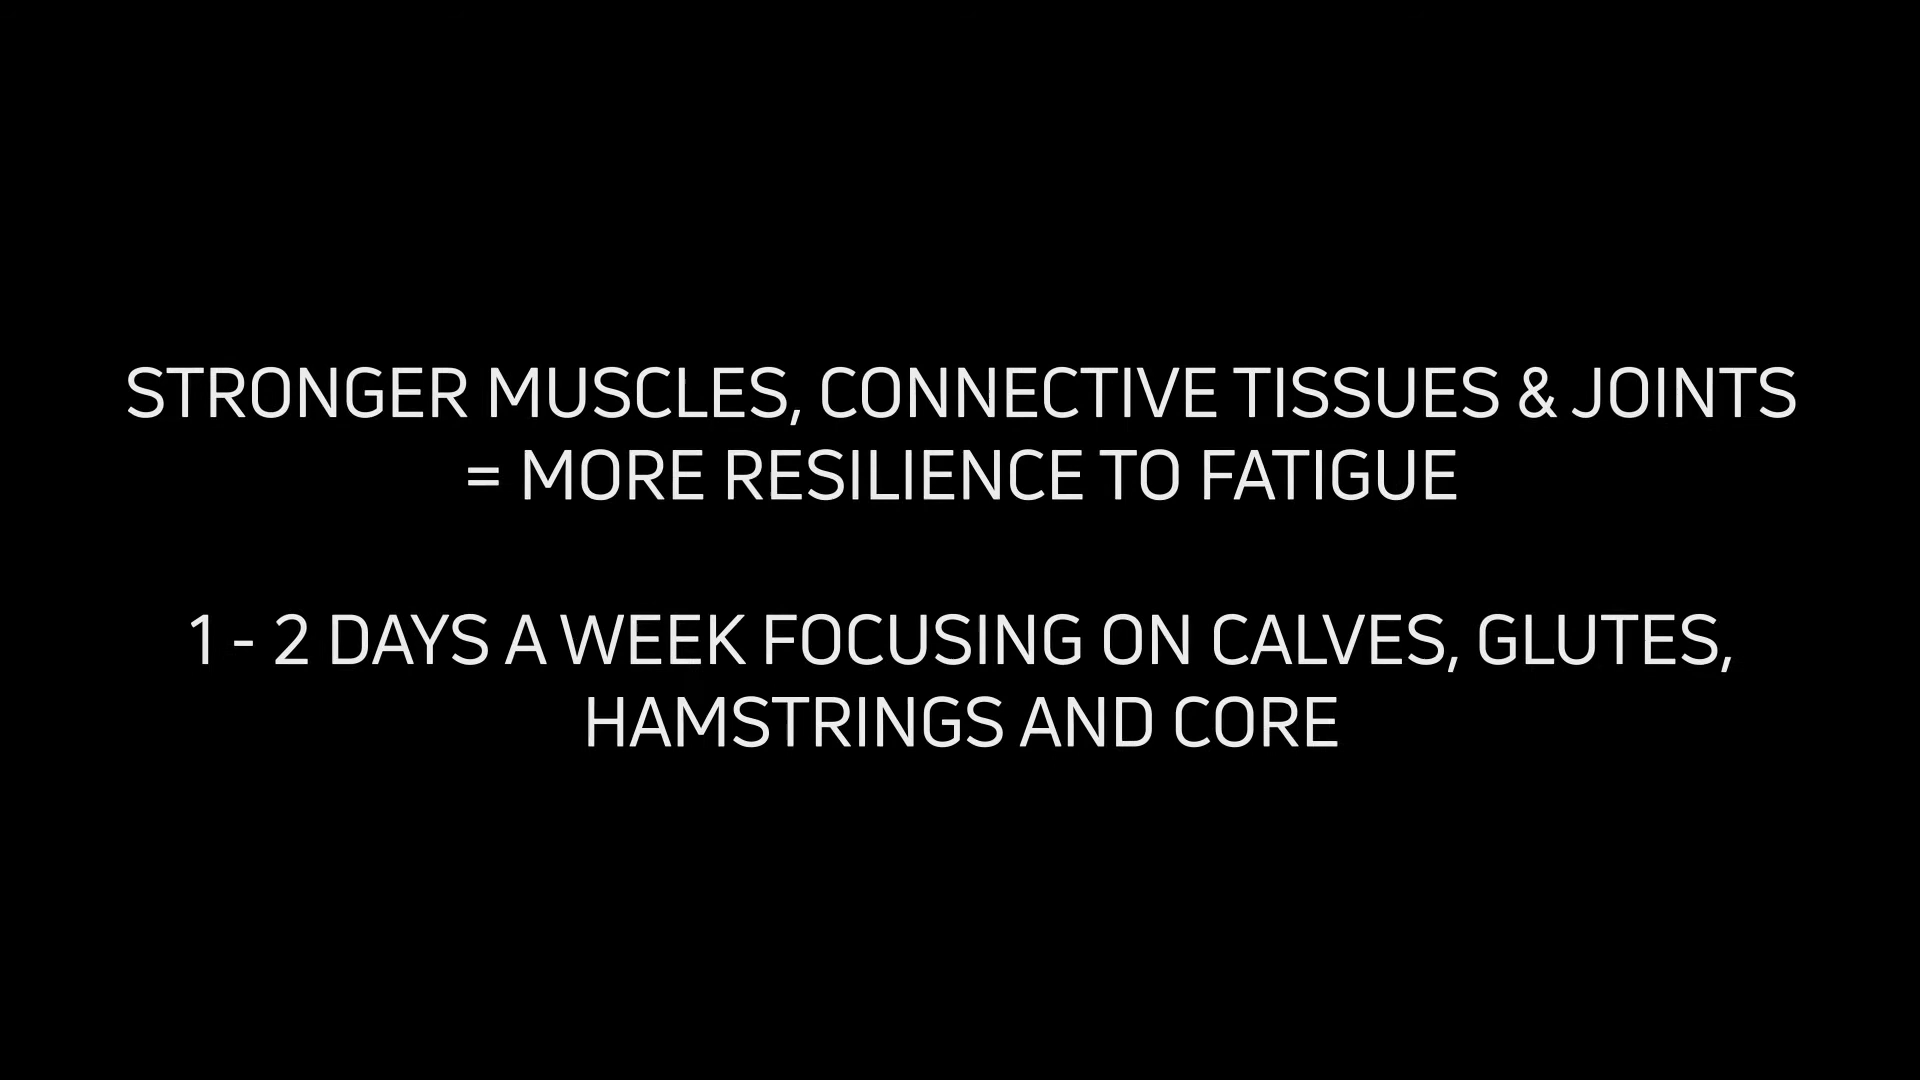 STRONGER MUSCLES, CONNECTIVE TISSUES & JOINTS
= MORE RESILIENCE TO FATIGUE
1 - 2 DAYS A WEEK FOCUSING ON CALVES, GLUTES,
HAMSTRINGS AND CORE